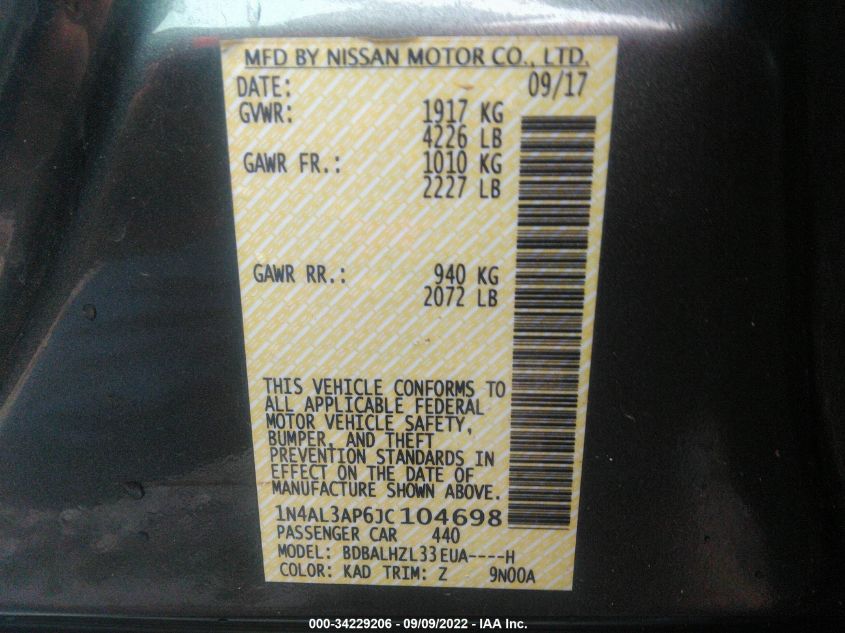 MFD BY NISSAN MOTOR CO., LTD.
DATE: 09/17
GVWR: 1917 KG
4226 LB
GAWR FR.: 1010 KG
2227 LB
GAWR RR.: 940 KG
2072 LB
THIS VEHICLE CONFORMS TO
ALL APPLICABLE FEDERAL
MOTOR VEHICLE SAFETY,
BUMPER, AND THEFT
PREVENTION STANDARDS IN
EFFECT ON THE DATE OF
MANUFACTURE SHOWN ABOVE.
1N4AL3AP6JC104698
PASSENGER CAR 440
MODEL: BDBALHZL33EUA----H
COLOR: KAD TRIM: Z 9N00A
000-34229206 - 09/09/2022 - IAA Inc.